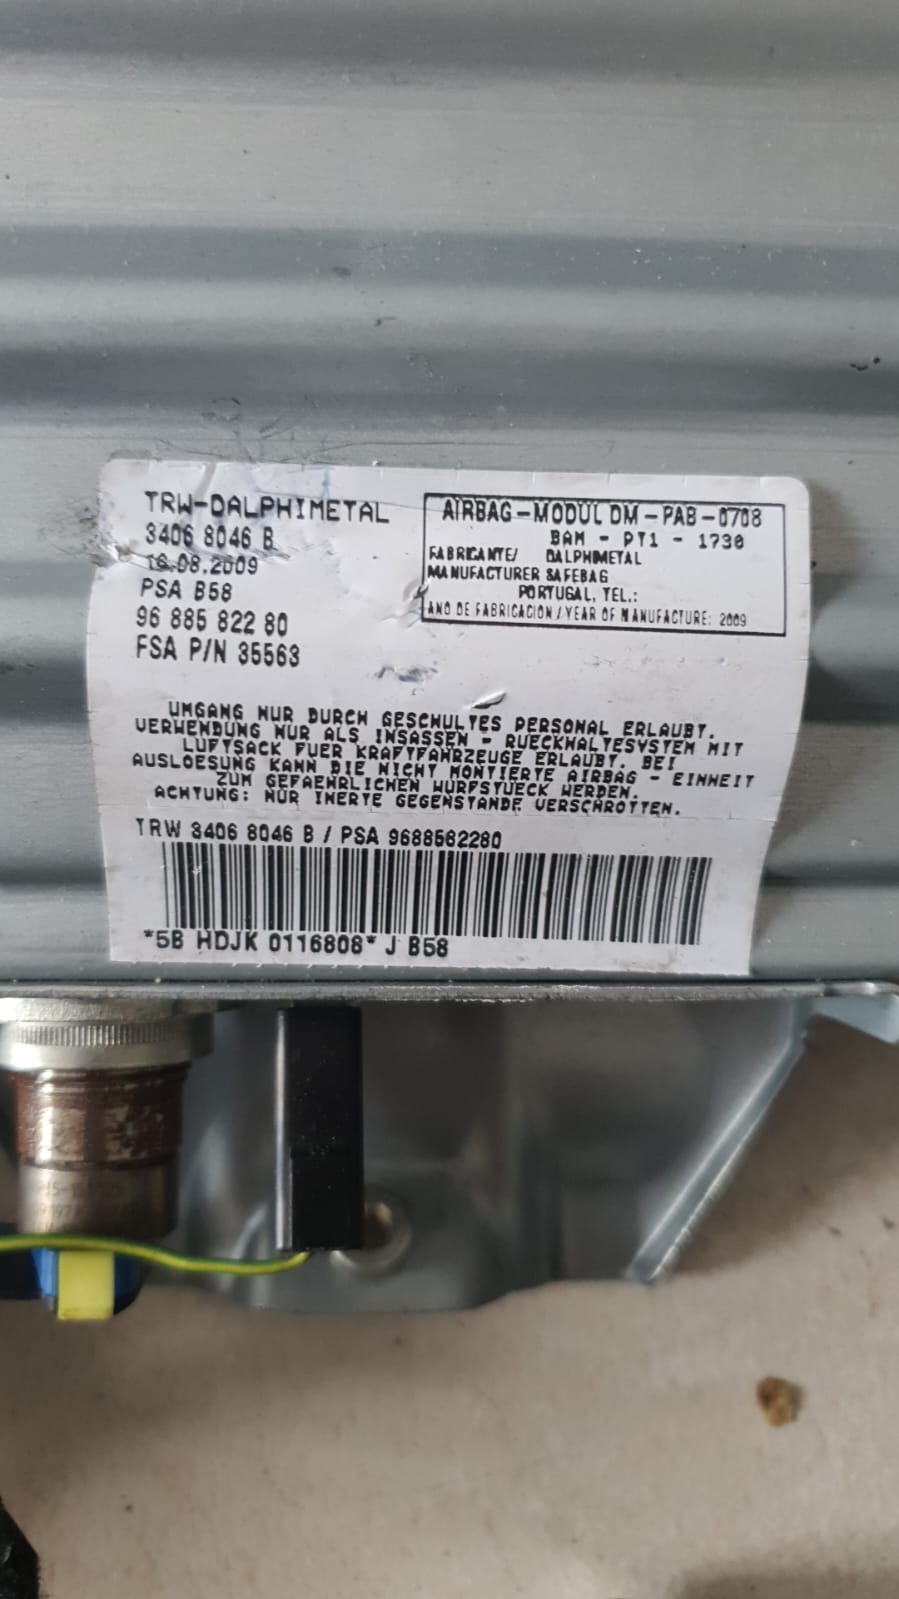 TRW-DALPHIMETAL
3406 8046 B
16.08.2009
PSA B58
96 885 822 80
FSA P/N 35563
AIRBAG-MODUL DM-PAB-0708
BAM - PT1 - 1730
FABRICANTE/ DALPHIMETAL
MANUFACTURER SAFEBAG
PORTUGAL, TEL.:
ANO DE FABRICACION/YEAR OF MANUFACTURE: 2009
UMGANG NUR DURCH GESCHULTES PERSONAL ERLAUBT.
VERWENDUNG NUR ALS INSASSEN - RUECKHALTESYSTEM MIT
LUFTSACK FUER KRAFTFAHRZEUGE ERLAUBT. BEI
AUSLOESUNG KANN DIE NICHT MONTIERTE AIRBAG - EINHEIT
ZUM GEFAEHRLICHEN WURFSTUECK WERDEN.
ACHTUNG: NUR INERTE GEGENSTANDE VERSCHROTTEN.
TRW 3406 8046 B / PSA 9688582280
*5B HDJK 0116808* J B58